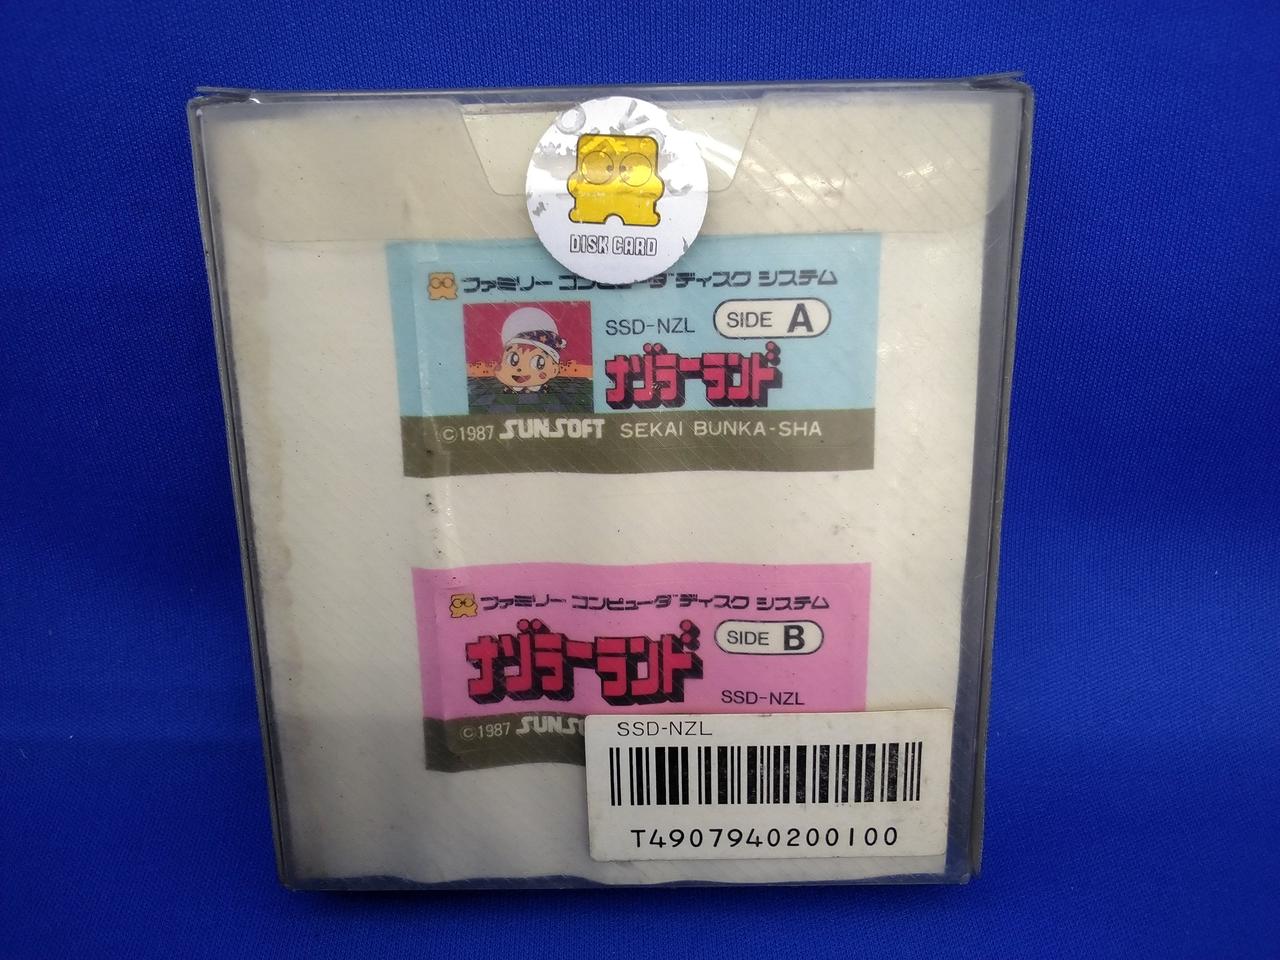 DISK CARD
ファミリー コンピュータ ディスク システム
SSD-NZL SIDE A
ナゾラーランド
©1987 SUNSOFT SEKAI BUNKA-SHA
ファミリー コンピュータ ディスク システム
ナゾラーランド SIDE B
SSD-NZL
©1987 SUNSO
SSD-NZL
T4907940200100